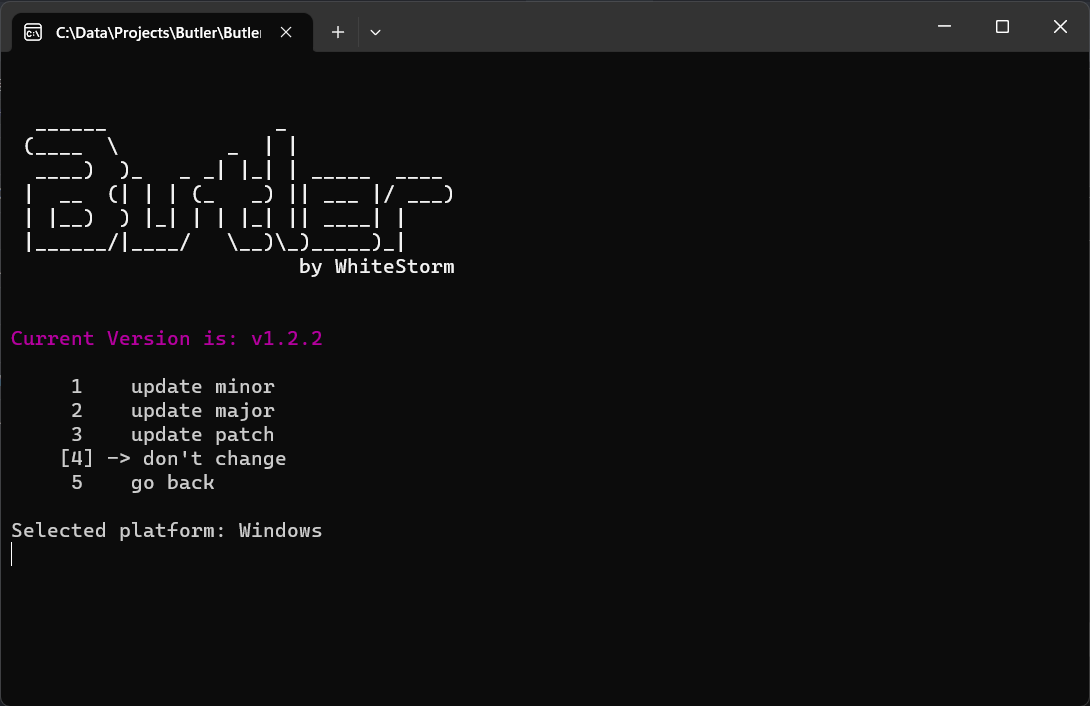 C:\Data\Projects\Butler\Butle
Butler
by WhiteStorm
Current Version is: v1.2.2
1 update minor
2 update major
3 update patch
[4] -> don't change
5 go back
Selected platform: Windows